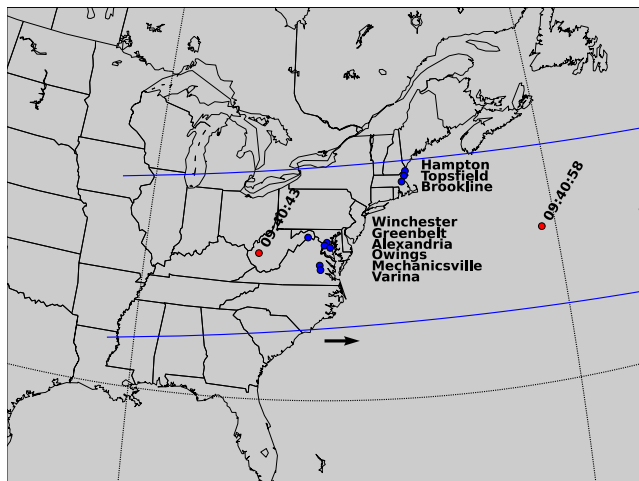 Hampton
Topsfield
Brookline
09:40:43
09:40:58
Winchester
Greenbelt
Alexandria
Owings
Mechanicsville
Varina